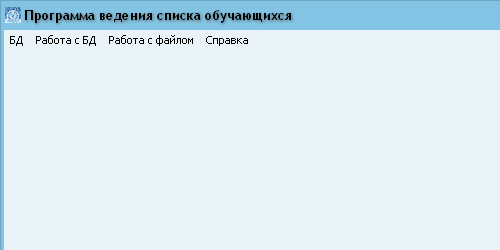 Программа ведения списка обучающихся
БД Работа с БД Работа с файлом Справка